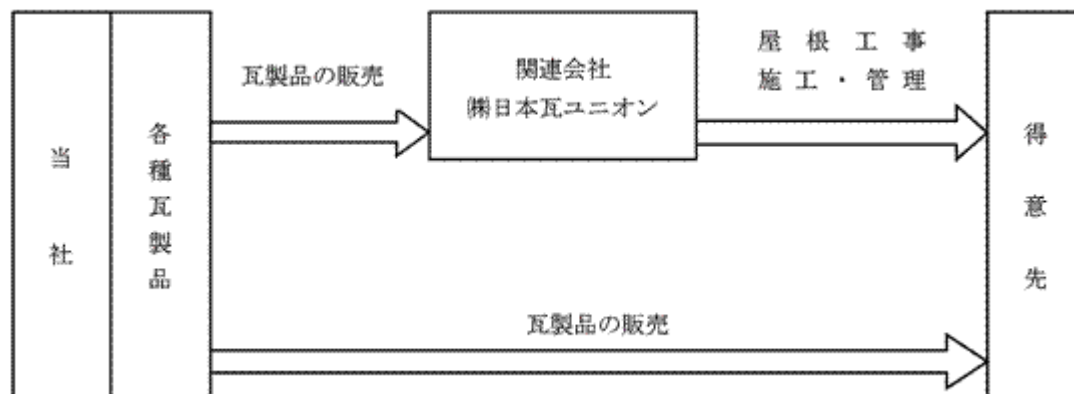 当社
各種瓦製品
瓦製品の販売
関連会社
㈱日本瓦ユニオン
屋根工事
施工・管理
得意先
瓦製品の販売